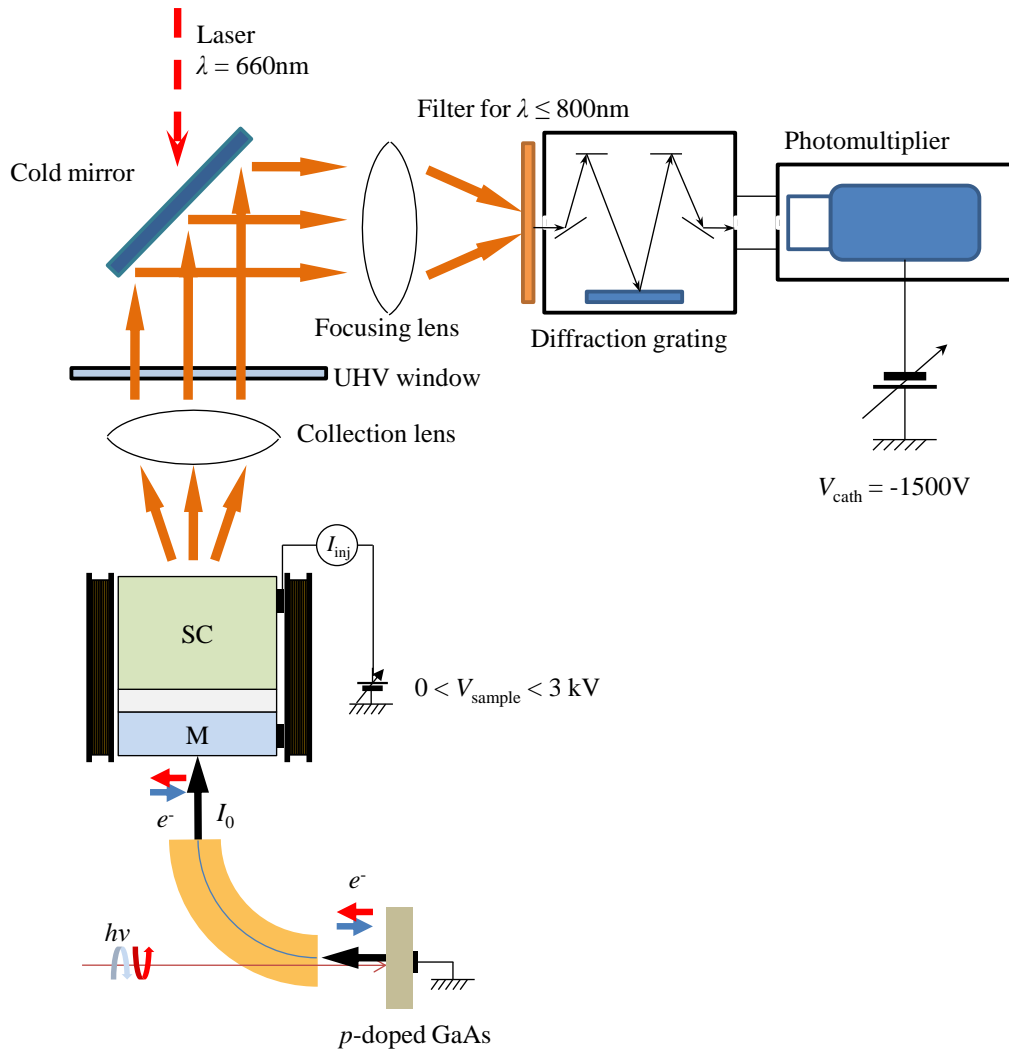 Laser
λ = 660nm
Filter for λ ≤ 800nm
Photomultiplier
Cold mirror
Focusing lens
Diffraction grating
UHV window
Collection lens
V_cath = -1500V
I_inj
SC
0 < V_sample < 3 kV
M
e⁻
I₀
e⁻
hν
p-doped GaAs